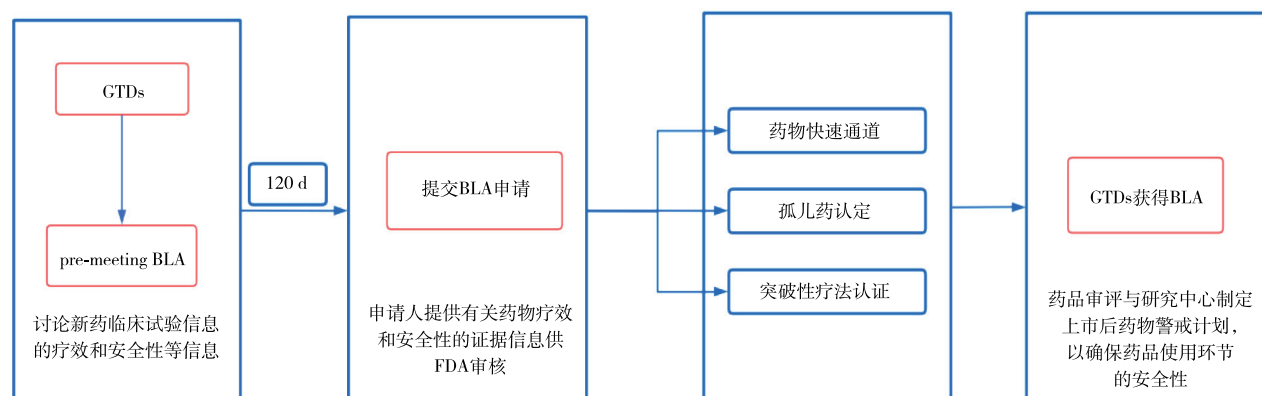 GTDs
pre-meeting BLA
讨论新药临床试验信息
的疗效和安全性等信息
120 d
提交BLA申请
申请人提供有关药物疗效
和安全性的证据信息供
FDA审核
药物快速通道
孤儿药认定
突破性疗法认证
GTDs获得BLA
药品审评与研究中心制定
上市后药物警戒计划，
以确保药品使用环节
的安全性